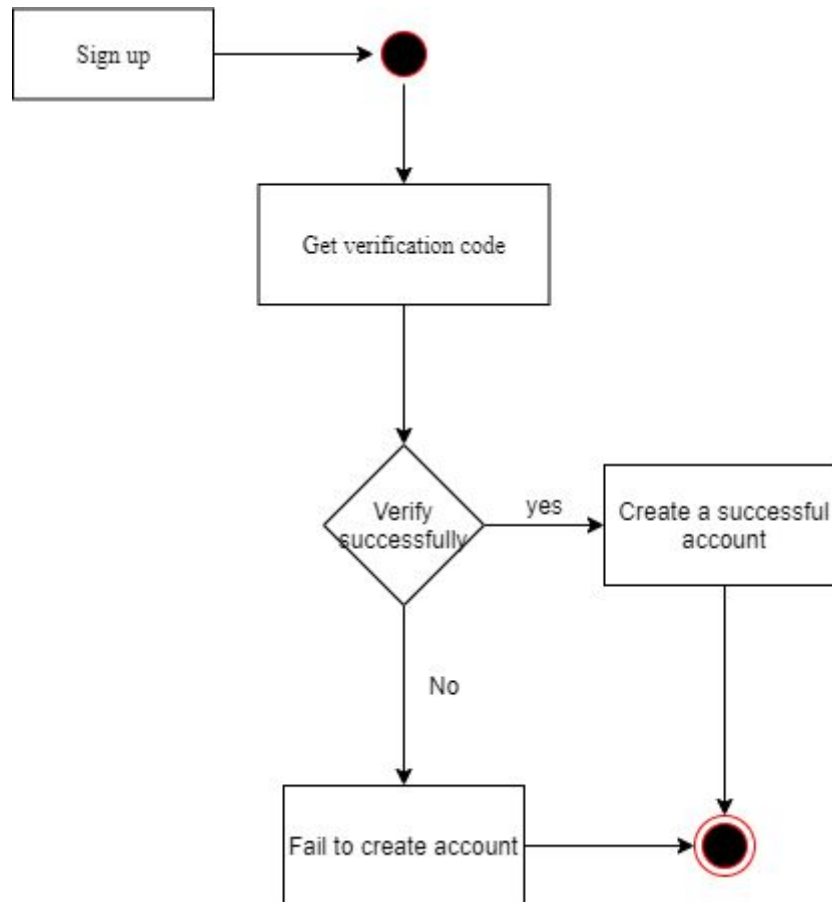 Sign up
Get verification code
Verify
successfully
yes
Create a successful
account
No
Fail to create account